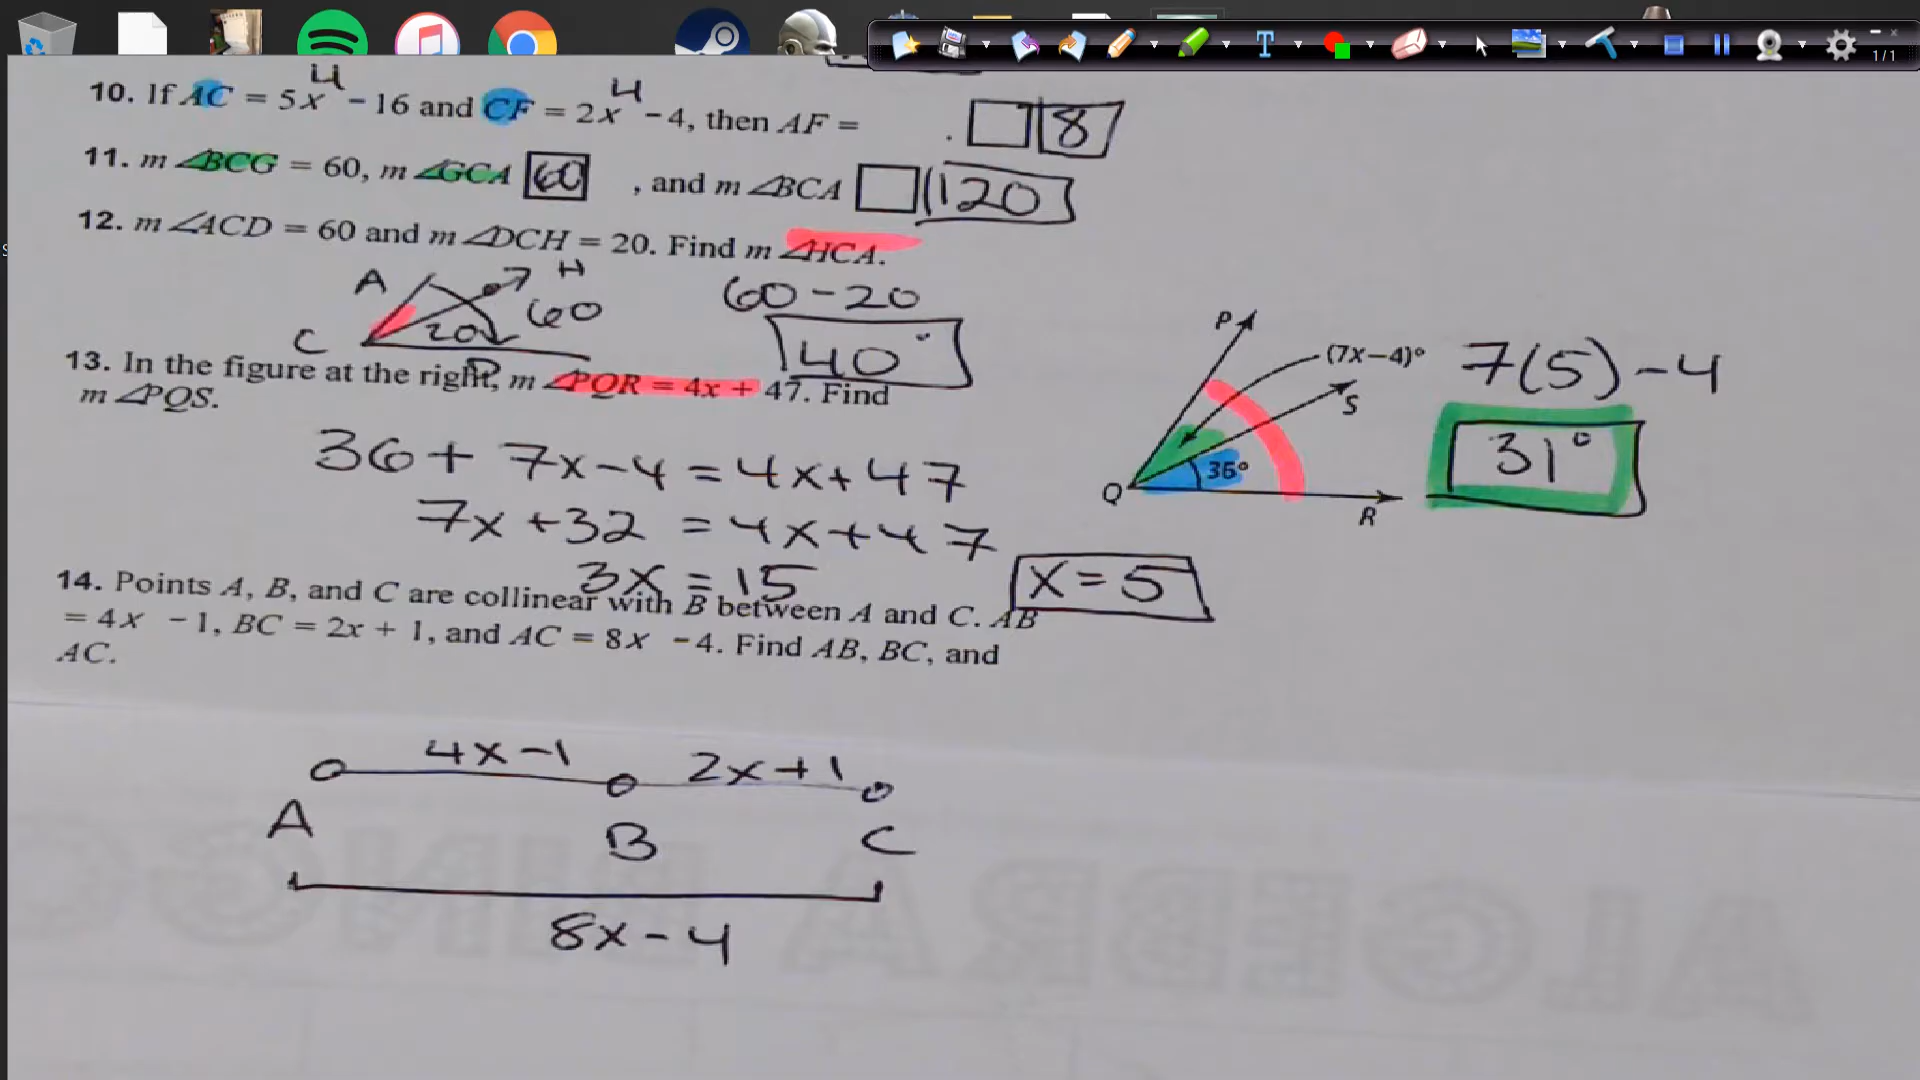 1/1
4 4
10. If AC = 5x - 16 and CF = 2x - 4, then AF = . 8
11. m ∠BCG = 60, m ∠GCA 60 , and m ∠BCA 120
12. m ∠ACD = 60 and m ∠DCH = 20. Find m ∠HCA.
A H 60 - 20
C 20 60 40°
D
13. In the figure at the right, m ∠PQR = 4x + 47. Find
m ∠PQS.
P (7x-4)° 7(5) - 4
S
31°
Q 36° R
36 + 7x - 4 = 4x + 47
7x + 32 = 4x + 47
3x = 15 x = 5
14. Points A, B, and C are collinear with B between A and C. AB
= 4x - 1, BC = 2x + 1, and AC = 8x - 4. Find AB, BC, and
AC.
4x - 1 2x + 1
A B C
8x - 4